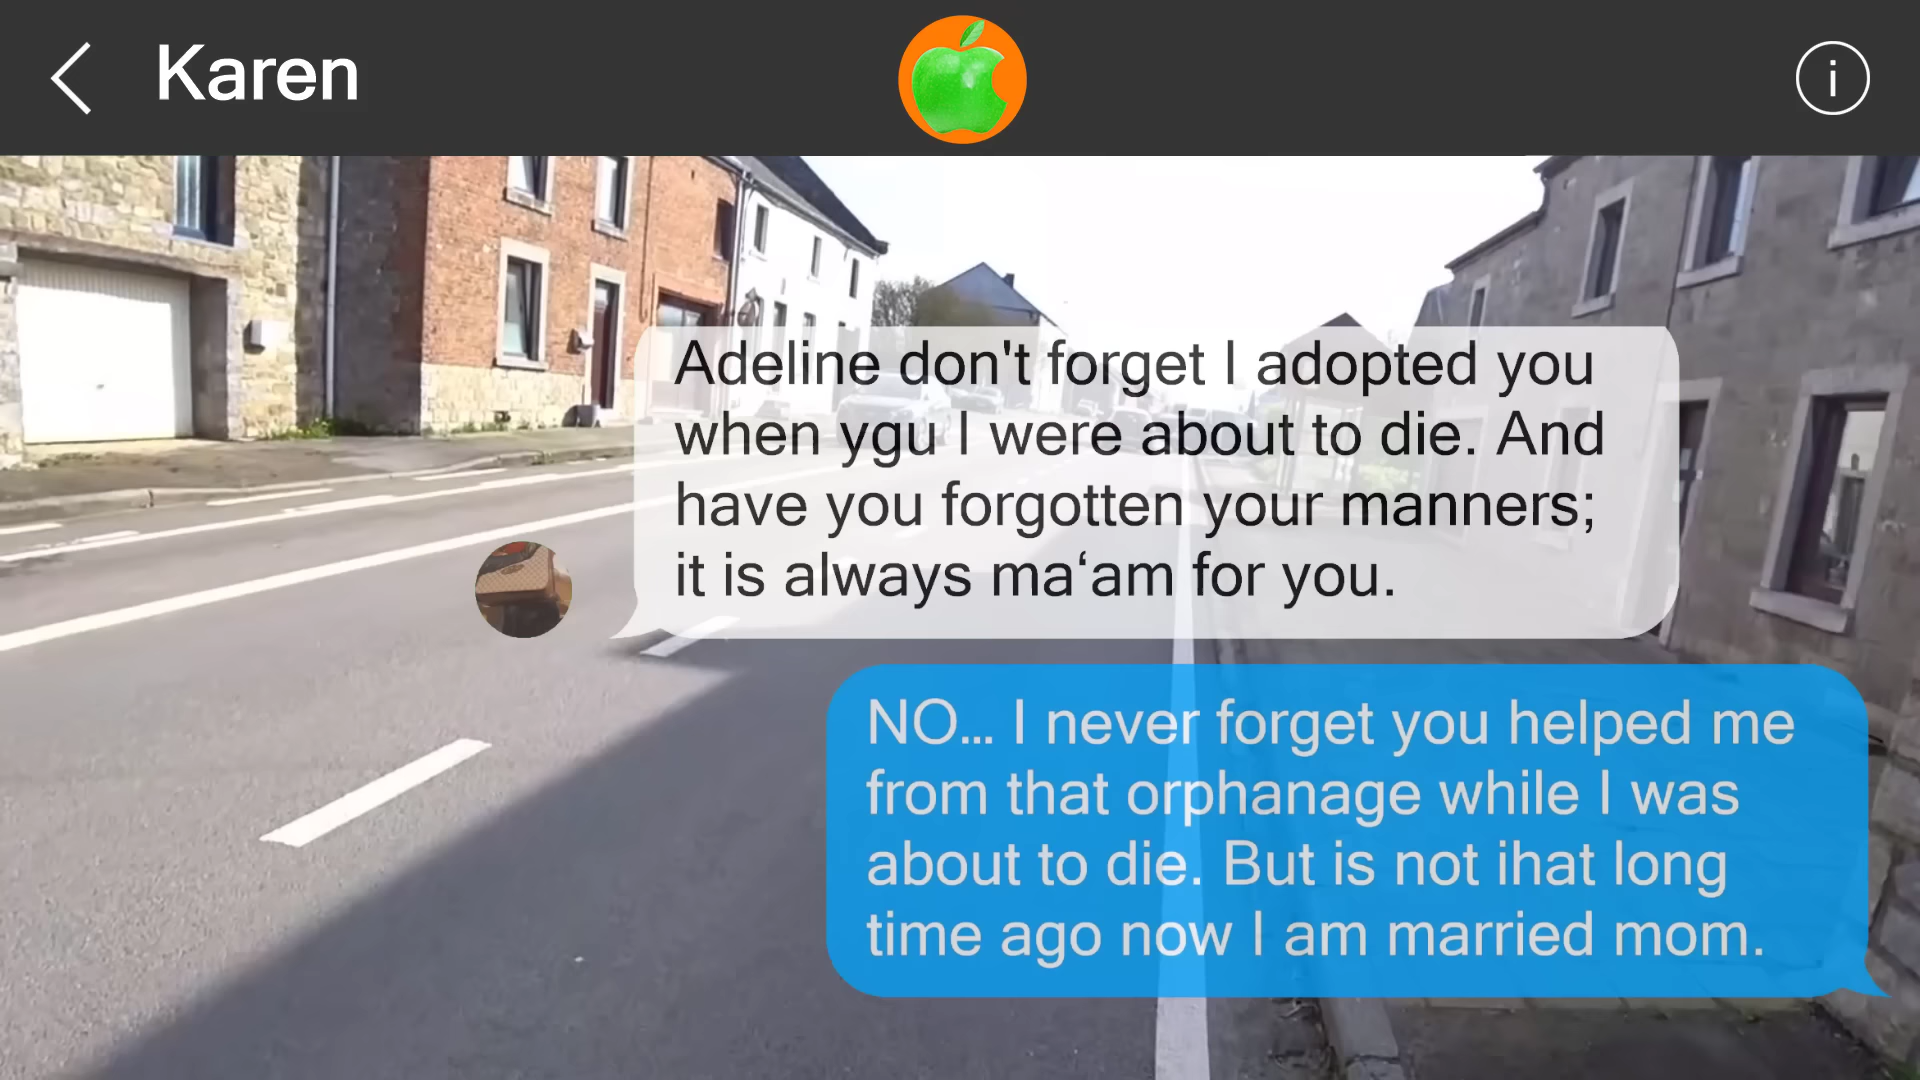 Karen
i
Adeline don't forget I adopted you
when ygu I were about to die. And
have you forgotten your manners;
it is always ma‘am for you.
NO... I never forget you helped me
from that orphanage while I was
about to die. But is not ihat long
time ago now I am married mom.